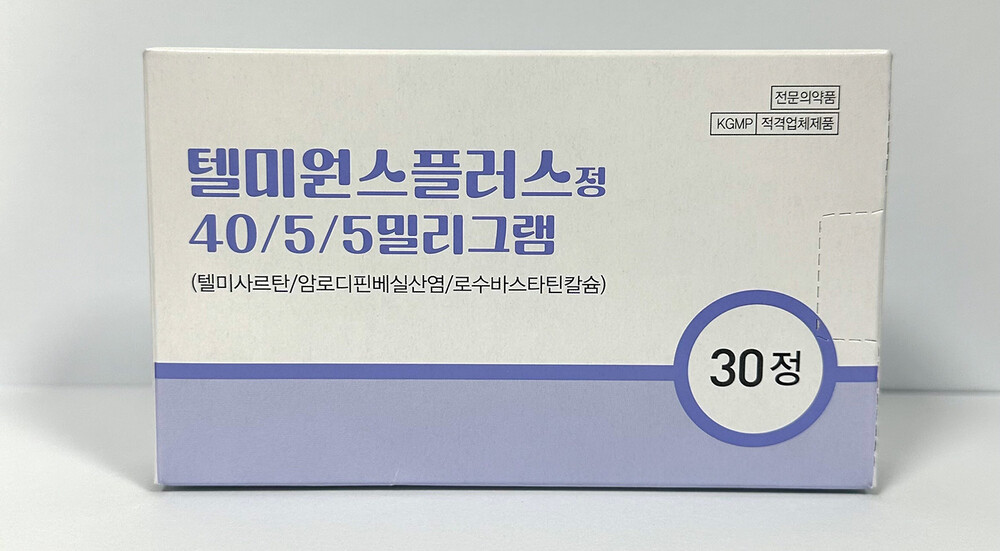 전문의약품
KGMP 적격업체제품
텔미원스플러스정
40/5/5밀리그램
(텔미사르탄/암로디핀베실산염/로수바스타틴칼슘)
30정